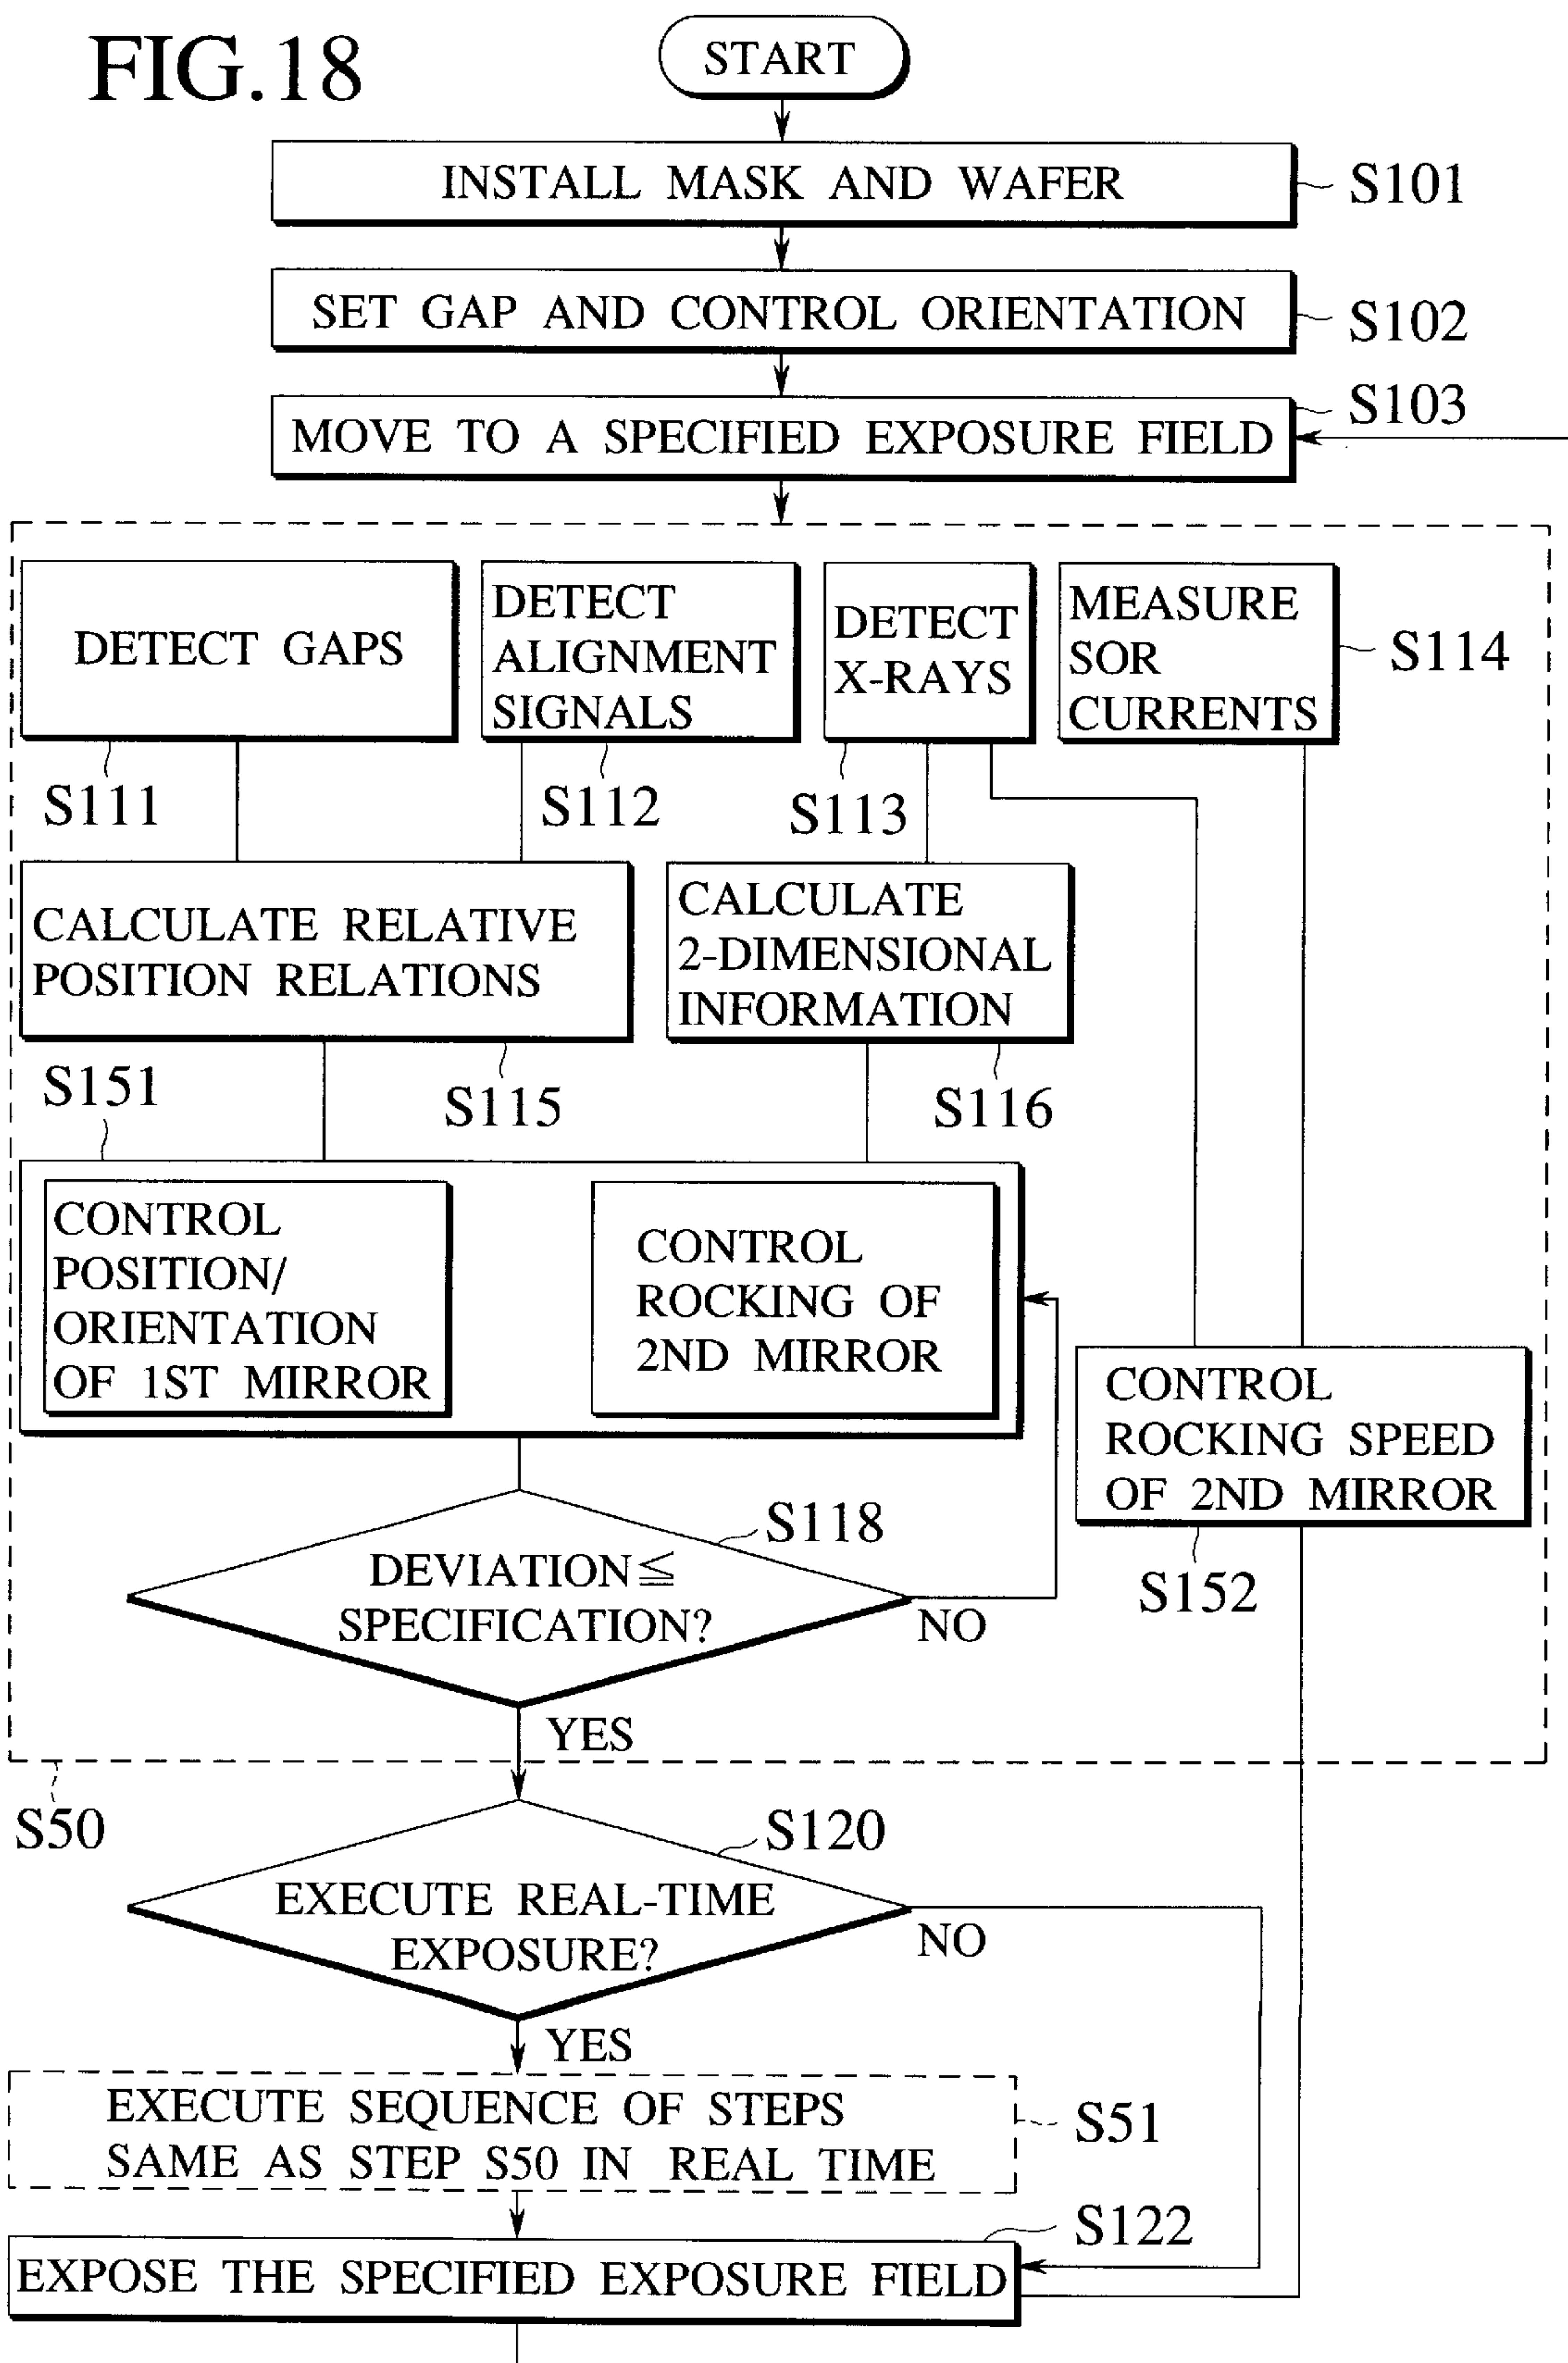 FIG.18
START
INSTALL MASK AND WAFER
S101
SET GAP AND CONTROL ORIENTATION
S102
MOVE TO A SPECIFIED EXPOSURE FIELD
S103
DETECT GAPS
S111
DETECT
ALIGNMENT
SIGNALS
S112
DETECT
X-RAYS
S113
MEASURE
SOR
CURRENTS
S114
CALCULATE RELATIVE
POSITION RELATIONS
S115
CALCULATE
2-DIMENSIONAL
INFORMATION
S116
S151
CONTROL
POSITION/
ORIENTATION
OF 1ST MIRROR
CONTROL
ROCKING OF
2ND MIRROR
CONTROL
ROCKING SPEED
OF 2ND MIRROR
S152
S118
DEVIATION≦
SPECIFICATION?
NO
YES
S50
S120
EXECUTE REAL-TIME
EXPOSURE?
NO
YES
EXECUTE SEQUENCE OF STEPS
SAME AS STEP S50 IN REAL TIME
S51
S122
EXPOSE THE SPECIFIED EXPOSURE FIELD